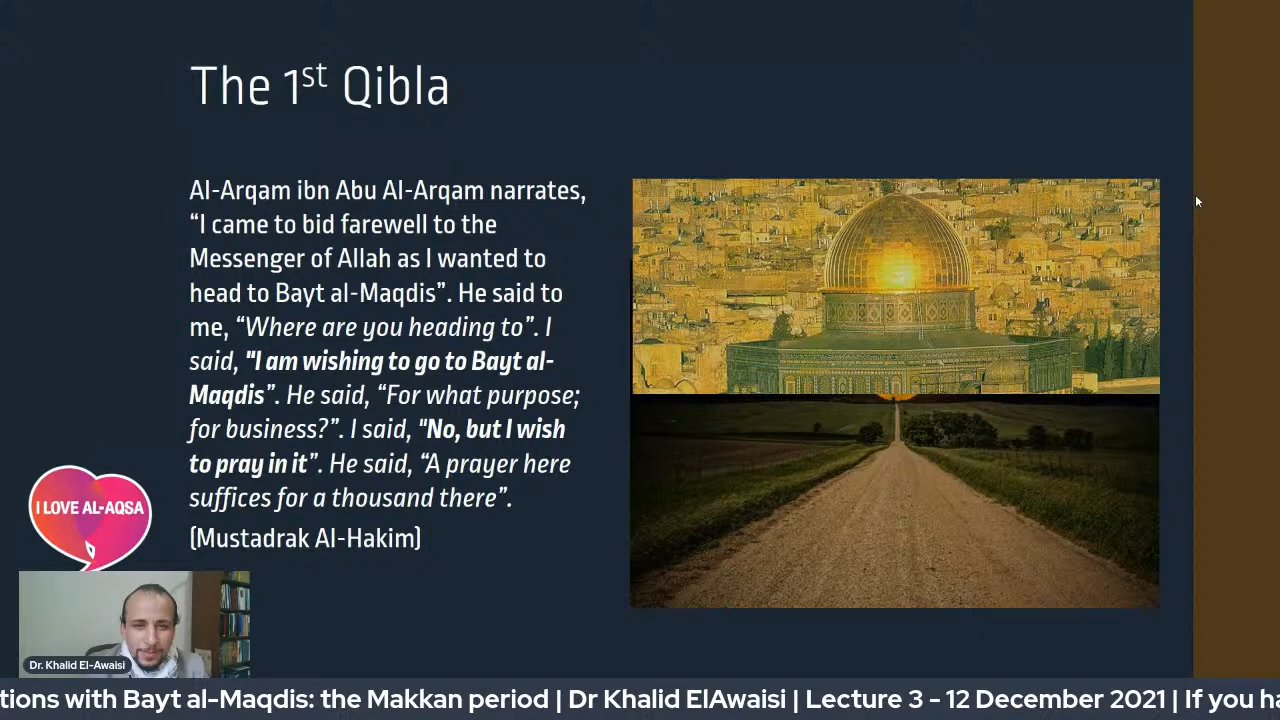 The 1st Qibla
Al-Arqam ibn Abu Al-Arqam narrates,
“I came to bid farewell to the
Messenger of Allah as I wanted to
head to Bayt al-Maqdis”. He said to
me, “Where are you heading to”. I
said, "I am wishing to go to Bayt al-
Maqdis”. He said, “For what purpose;
for business?”. I said, "No, but I wish
to pray in it”. He said, “A prayer here
suffices for a thousand there”.
(Mustadrak Al-Hakim)
I LOVE AL-AQSA
Dr. Khalid El-Awaisi
tions with Bayt al-Maqdis: the Makkan period | Dr Khalid ElAwaisi | Lecture 3 - 12 December 2021 | If you ha